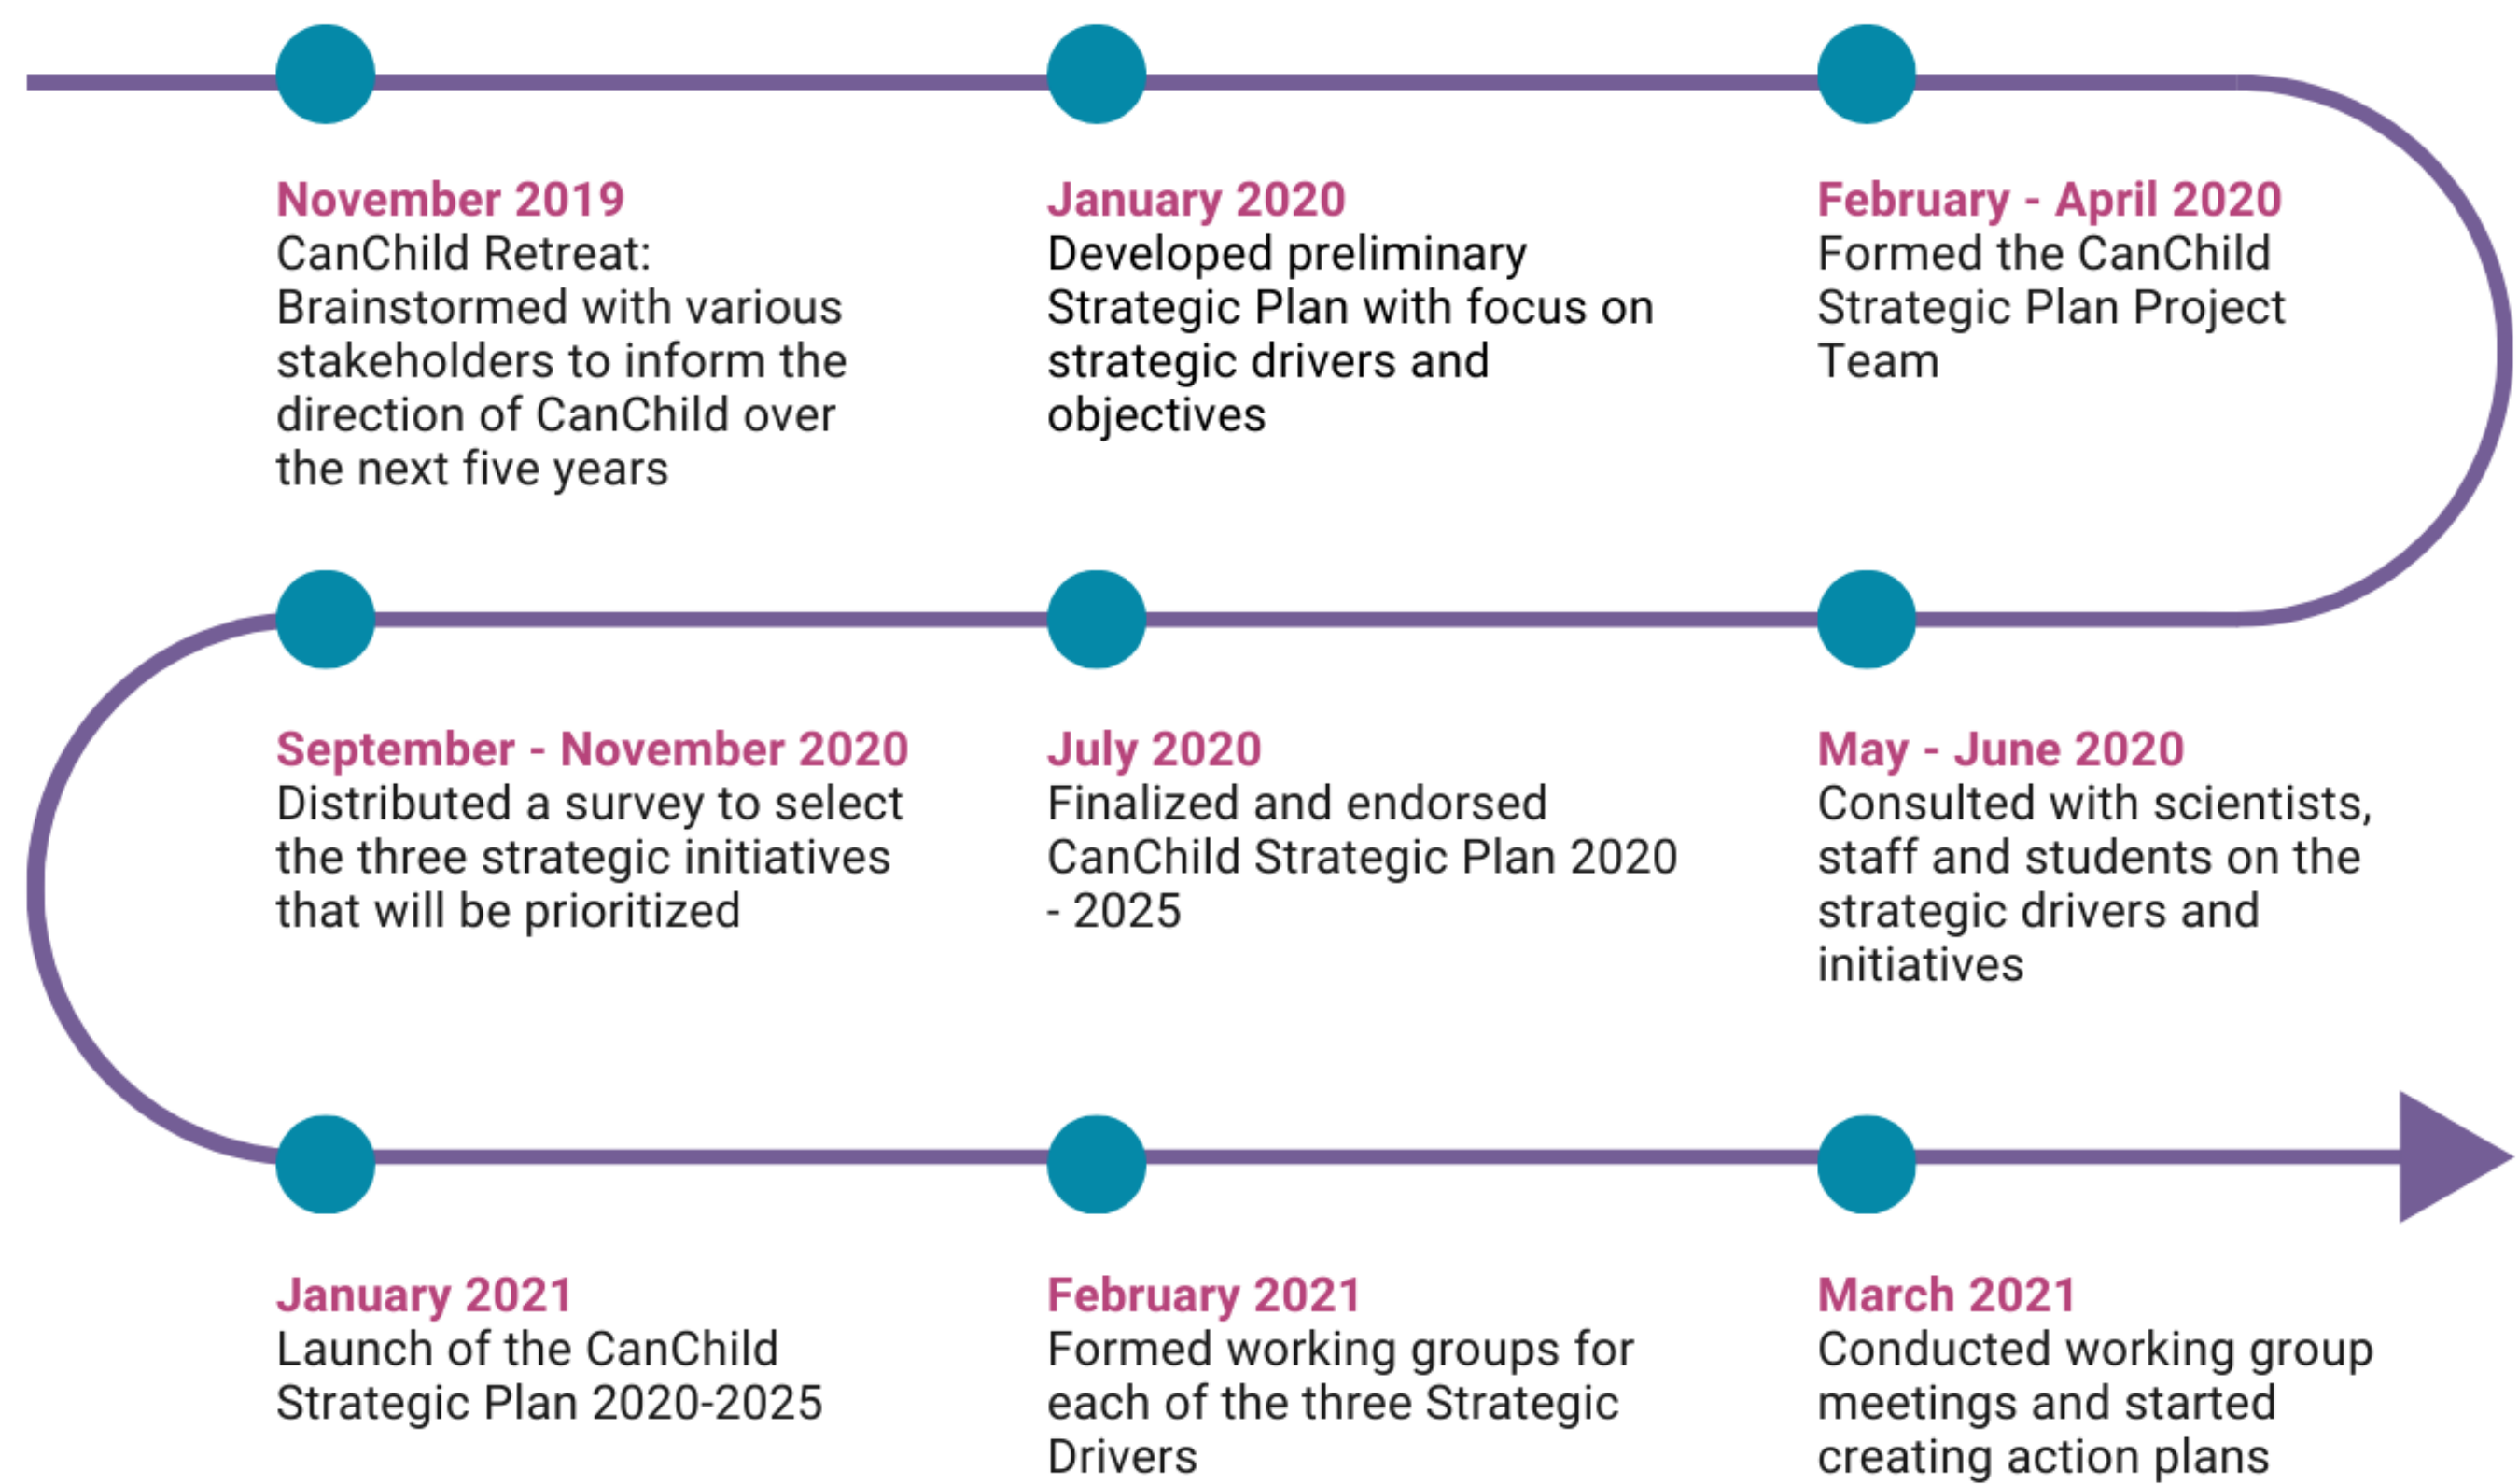 November 2019
CanChild Retreat:
Brainstormed with various
stakeholders to inform the
direction of CanChild over
the next five years
January 2020
Developed preliminary
Strategic Plan with focus on
strategic drivers and
objectives
February - April 2020
Formed the CanChild
Strategic Plan Project
Team
May - June 2020
Consulted with scientists,
staff and students on the
strategic drivers and
initiatives
July 2020
Finalized and endorsed
CanChild Strategic Plan 2020
- 2025
September - November 2020
Distributed a survey to select
the three strategic initiatives
that will be prioritized
January 2021
Launch of the CanChild
Strategic Plan 2020-2025
February 2021
Formed working groups for
each of the three Strategic
Drivers
March 2021
Conducted working group
meetings and started
creating action plans